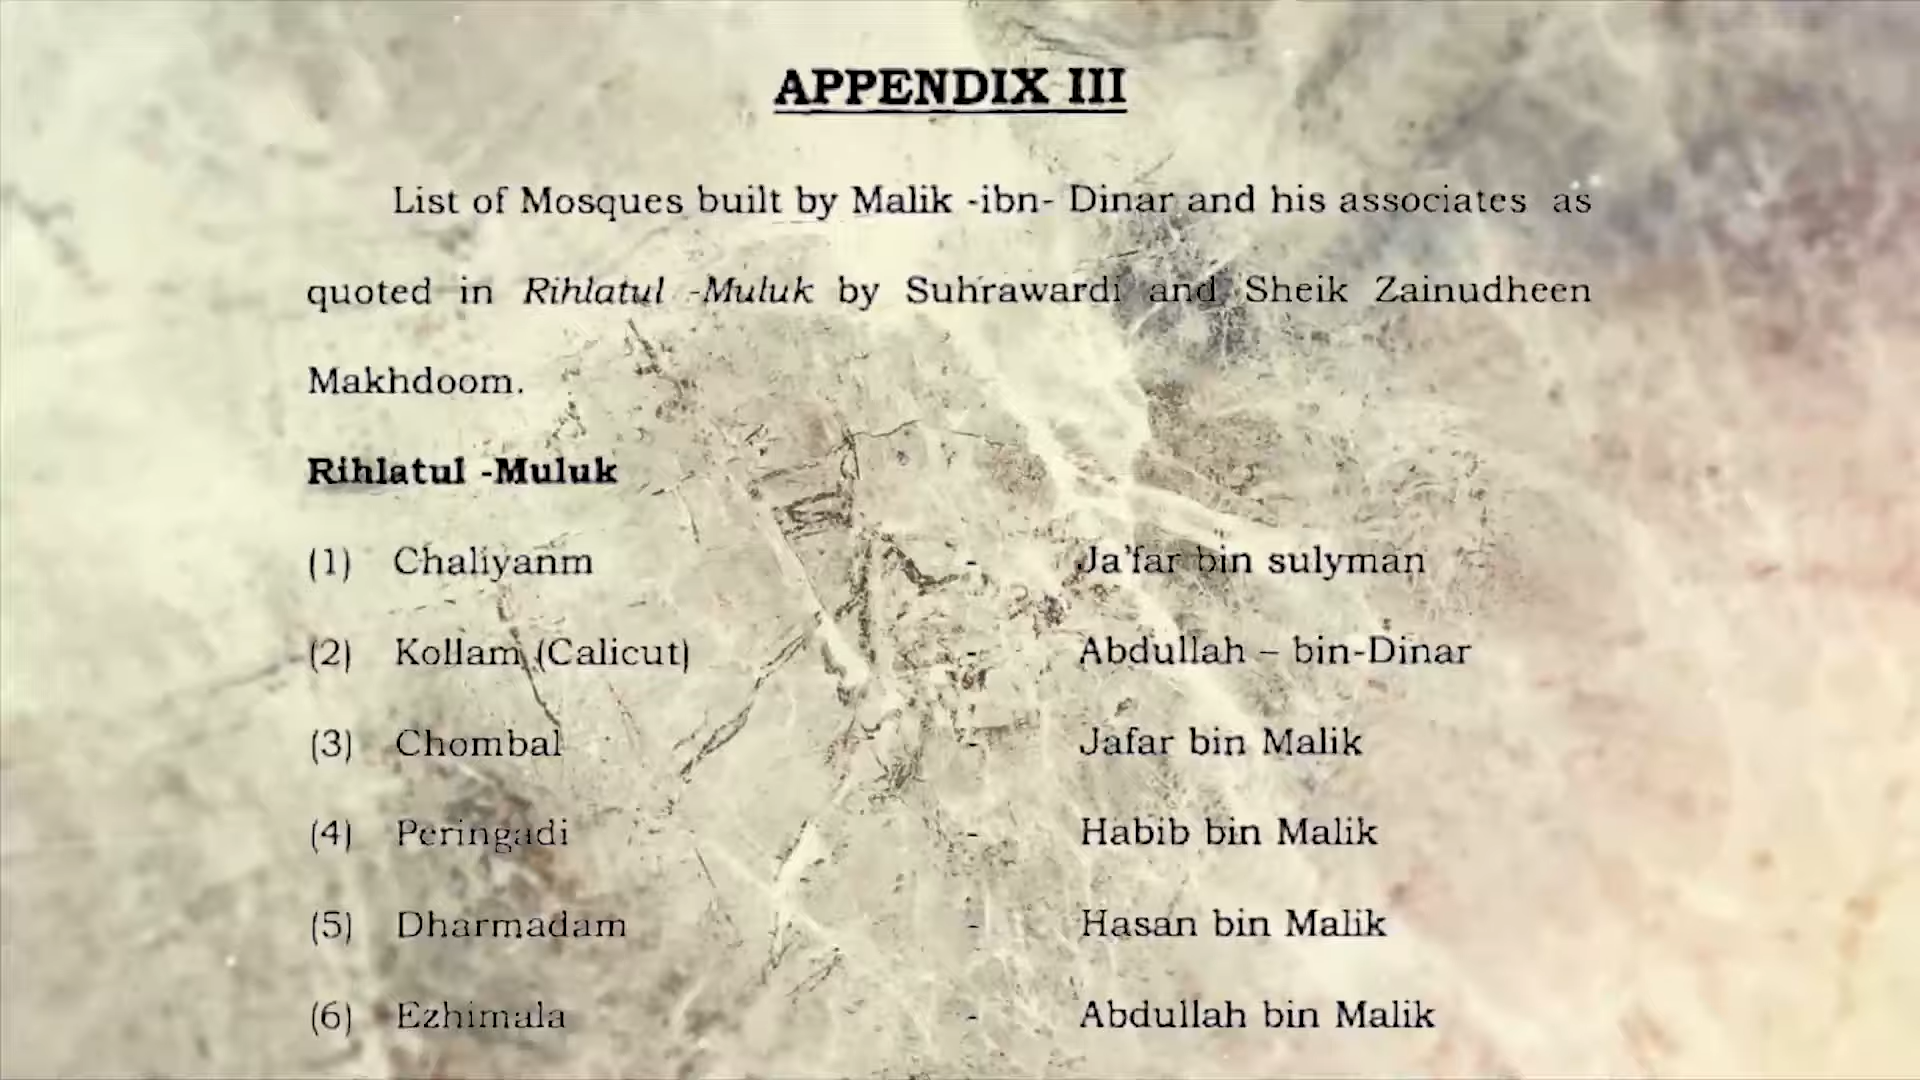 APPENDIX III
List of Mosques built by Malik -ibn- Dinar and his associates as
quoted in Rihlatul -Muluk by Suhrawardi and Sheik Zainudheen
Makhdoom.
Rihlatul -Muluk
(1) Chaliyanm - Ja'far bin sulyman
(2) Kollam (Calicut) - Abdullah – bin-Dinar
(3) Chombal - Jafar bin Malik
(4) Peringadi - Habib bin Malik
(5) Dharmadam - Hasan bin Malik
(6) Ezhimala - Abdullah bin Malik